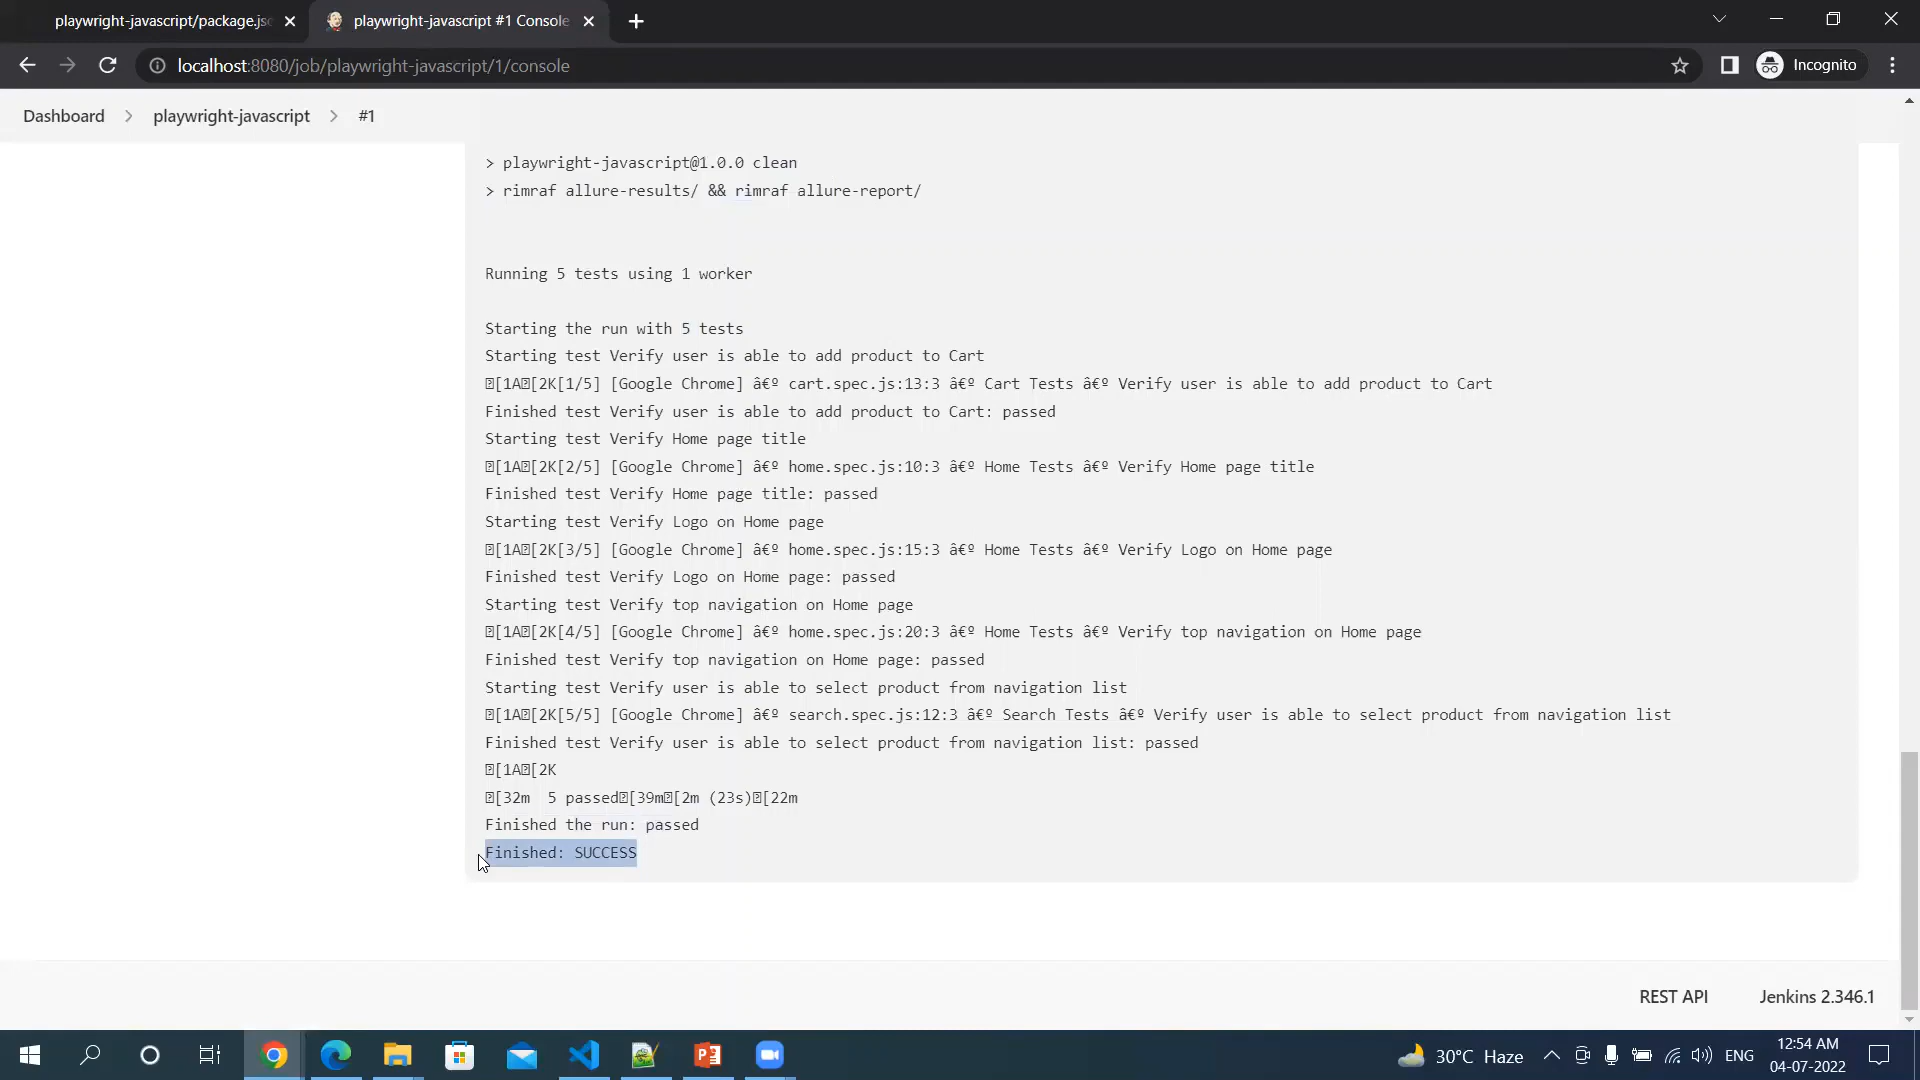 playwright-javascript/package.js
playwright-javascript #1 Console
localhost:8080/job/playwright-javascript/1/console
Incognito
Dashboard > playwright-javascript > #1
> playwright-javascript@1.0.0 clean
> rimraf allure-results/ && rimraf allure-report/
Running 5 tests using 1 worker
Starting the run with 5 tests
Starting test Verify user is able to add product to Cart
[1A[2K[1/5] [Google Chrome] â€º cart.spec.js:13:3 â€º Cart Tests â€º Verify user is able to add product to Cart
Finished test Verify user is able to add product to Cart: passed
Starting test Verify Home page title
[1A[2K[2/5] [Google Chrome] â€º home.spec.js:10:3 â€º Home Tests â€º Verify Home page title
Finished test Verify Home page title: passed
Starting test Verify Logo on Home page
[1A[2K[3/5] [Google Chrome] â€º home.spec.js:15:3 â€º Home Tests â€º Verify Logo on Home page
Finished test Verify Logo on Home page: passed
Starting test Verify top navigation on Home page
[1A[2K[4/5] [Google Chrome] â€º home.spec.js:20:3 â€º Home Tests â€º Verify top navigation on Home page
Finished test Verify top navigation on Home page: passed
Starting test Verify user is able to select product from navigation list
[1A[2K[5/5] [Google Chrome] â€º search.spec.js:12:3 â€º Search Tests â€º Verify user is able to select product from navigation list
Finished test Verify user is able to select product from navigation list: passed
[1A[2K
[32m  5 passed[39m[2m (23s)[22m
Finished the run: passed
Finished: SUCCESS
REST API
Jenkins 2.346.1
30°C Haze
ENG
12:54 AM
04-07-2022